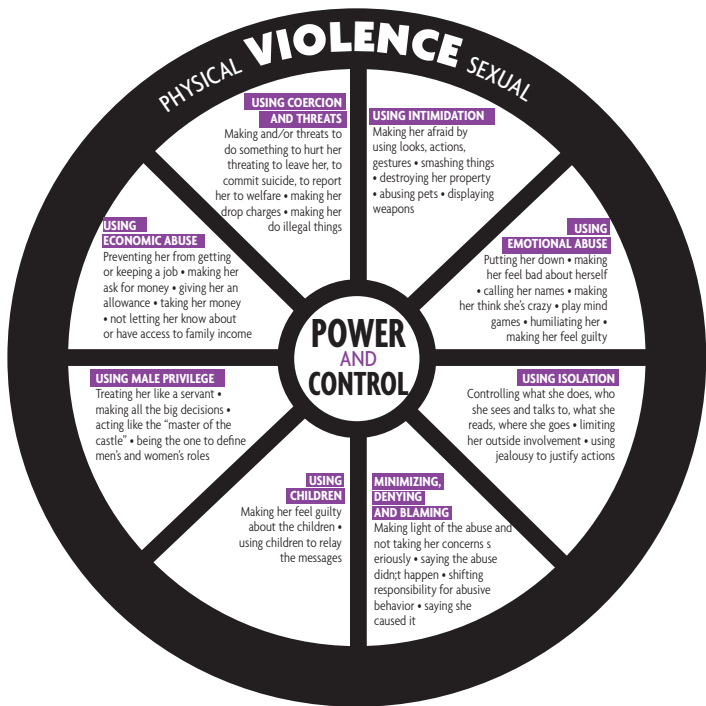 PHYSICAL VIOLENCE SEXUAL
USING COERCION
AND THREATS
Making and/or threats to
do something to hurt her
threating to leave her, to
commit suicide, to report
her to welfare • making her
drop charges • making her
do illegal things
USING INTIMIDATION
Making her afraid by
using looks, actions,
gestures • smashing things
• destroying her property
• abusing pets • displaying
weapons
USING
EMOTIONAL ABUSE
Putting her down • making
her feel bad about herself
• calling her names • making
her think she's crazy • play mind
games • humiliating her •
making her feel guilty
USING ISOLATION
Controlling what she does, who
she sees and talks to, what she
reads, where she goes • limiting
her outside involvement • using
jealousy to justify actions
MINIMIZING,
DENYING
AND BLAMING
Making light of the abuse and
not taking her concerns s
eriously • saying the abuse
didn;t happen • shifting
responsibility for abusive
behavior • saying she
caused it
USING
CHILDREN
Making her feel guilty
about the children •
using children to relay
the messages
USING MALE PRIVILEGE
Treating her like a servant •
making all the big decisions •
acting like the “master of the
castle” • being the one to define
men's and women's roles
USING
ECONOMIC ABUSE
Preventing her from getting
or keeping a job • making her
ask for money • giving her an
allowance • taking her money
• not letting her know about
or have access to family income
POWER
AND
CONTROL